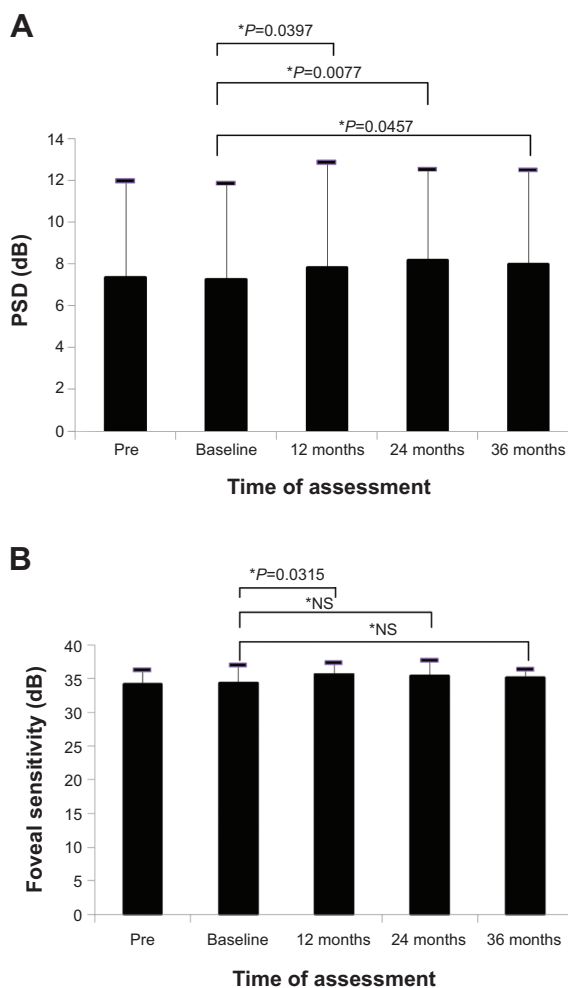 A
*P=0.0397
*P=0.0077
*P=0.0457
14
12
10
8
6
4
2
0
PSD (dB)
Pre Baseline 12 months 24 months 36 months
Time of assessment
B
*P=0.0315
*NS
*NS
40
35
30
25
20
15
10
5
0
Foveal sensitivity (dB)
Pre Baseline 12 months 24 months 36 months
Time of assessment